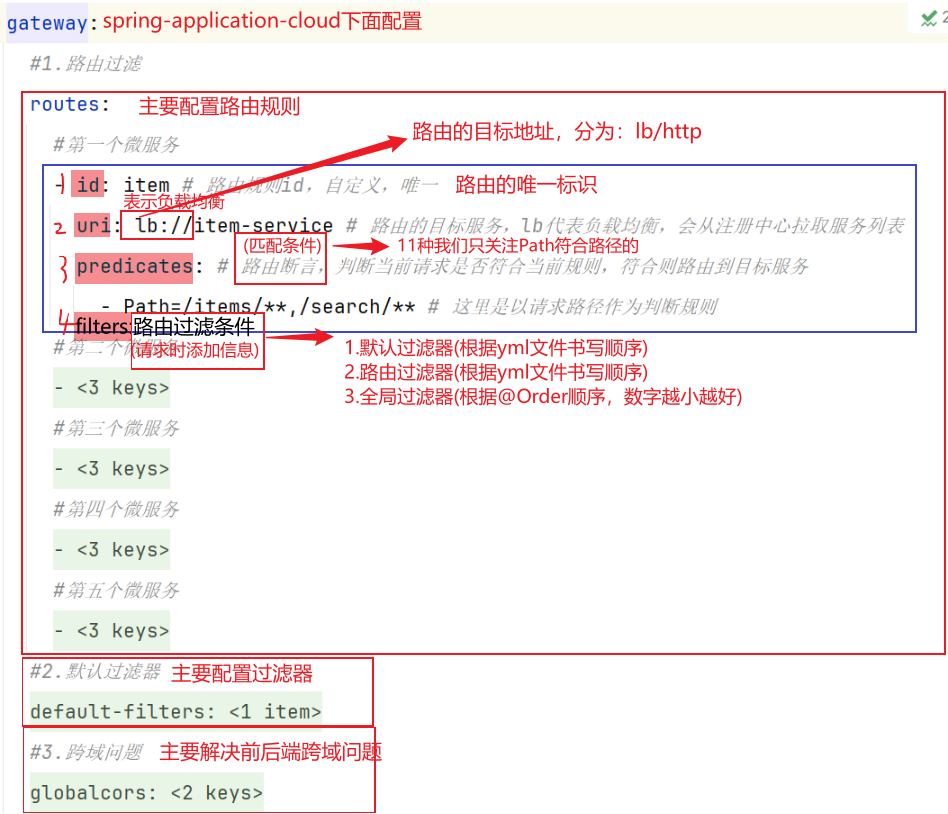 gateway: spring-application-cloud下面配置
2
#1.路由过滤
routes: 主要配置路由规则
#第一个微服务
路由的目标地址，分为：lb/http
1
- id: item # 路由规则id，自定义，唯一 路由的唯一标识
表示负载均衡
2
uri: lb://item-service # 路由的目标服务，lb代表负载均衡，会从注册中心拉取服务列表
(匹配条件)
11种我们只关注Path符合路径的
3
predicates: # 路由断言，判断当前请求是否符合当前规则，符合则路由到目标服务
- Path=/items/**,/search/** # 这里是以请求路径作为判断规则
4
filters:路由过滤条件
#第二个微服务
(请求时添加信息)
1.默认过滤器(根据yml文件书写顺序)
2.路由过滤器(根据yml文件书写顺序)
3.全局过滤器(根据@Order顺序，数字越小越好)
- <3 keys>
#第三个微服务
- <3 keys>
#第四个微服务
- <3 keys>
#第五个微服务
- <3 keys>
#2.默认过滤器 主要配置过滤器
default-filters: <1 item>
#3.跨域问题 主要解决前后端跨域问题
globalcors: <2 keys>